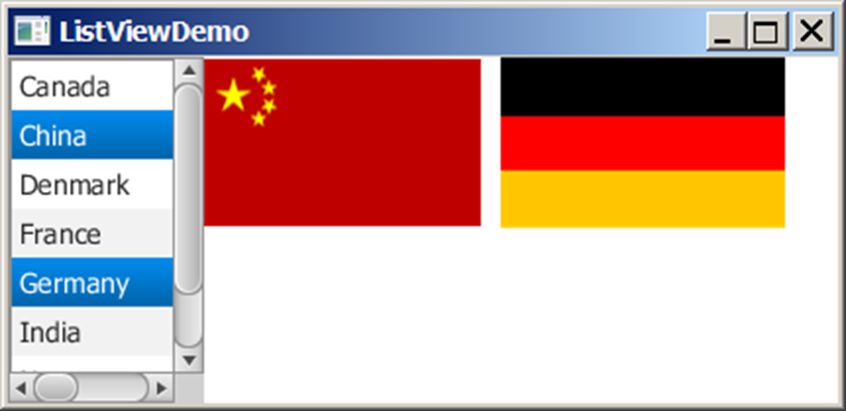 ListViewDemo
Canada
China
Denmark
France
Germany
India